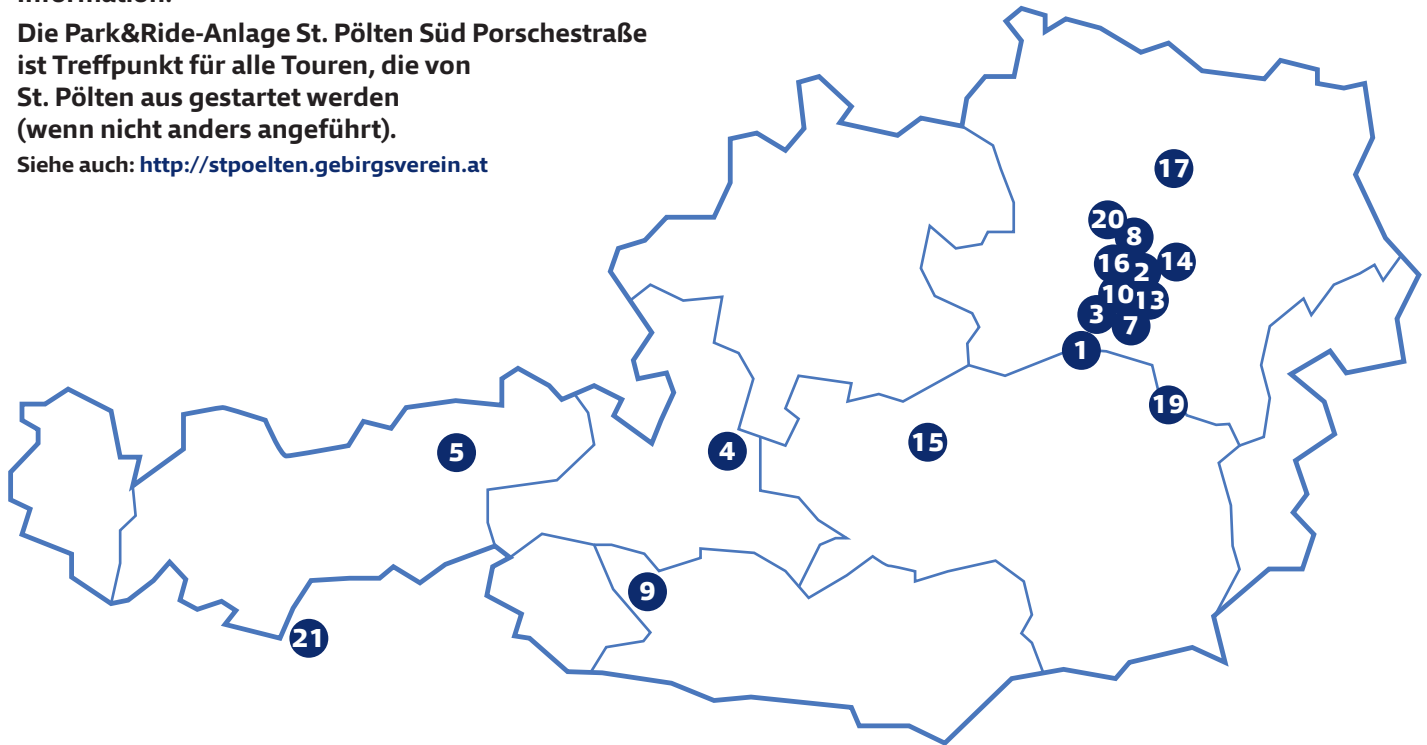 Information:
Die Park&Ride-Anlage St. Pölten Süd Porschestraße
ist Treffpunkt für alle Touren, die von
St. Pölten aus gestartet werden
(wenn nicht anders angeführt).
Siehe auch: http://stpoelten.gebirgsverein.at
17
20
8
16
2
14
10
13
3
7
1
19
15
4
5
9
21